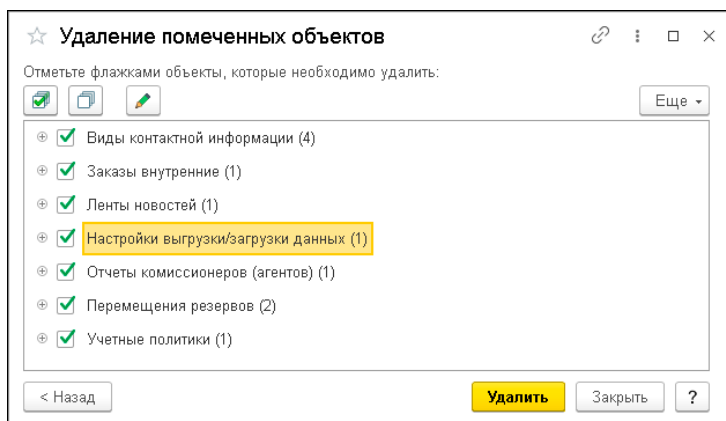 Удаление помеченных объектов
Отметьте флажками объекты, которые необходимо удалить:
Еще
Виды контактной информации (4)
Заказы внутренние (1)
Ленты новостей (1)
Настройки выгрузки/загрузки данных (1)
Отчеты комиссионеров (агентов) (1)
Перемещения резервов (2)
Учетные политики (1)
< Назад Удалить Закрыть ?